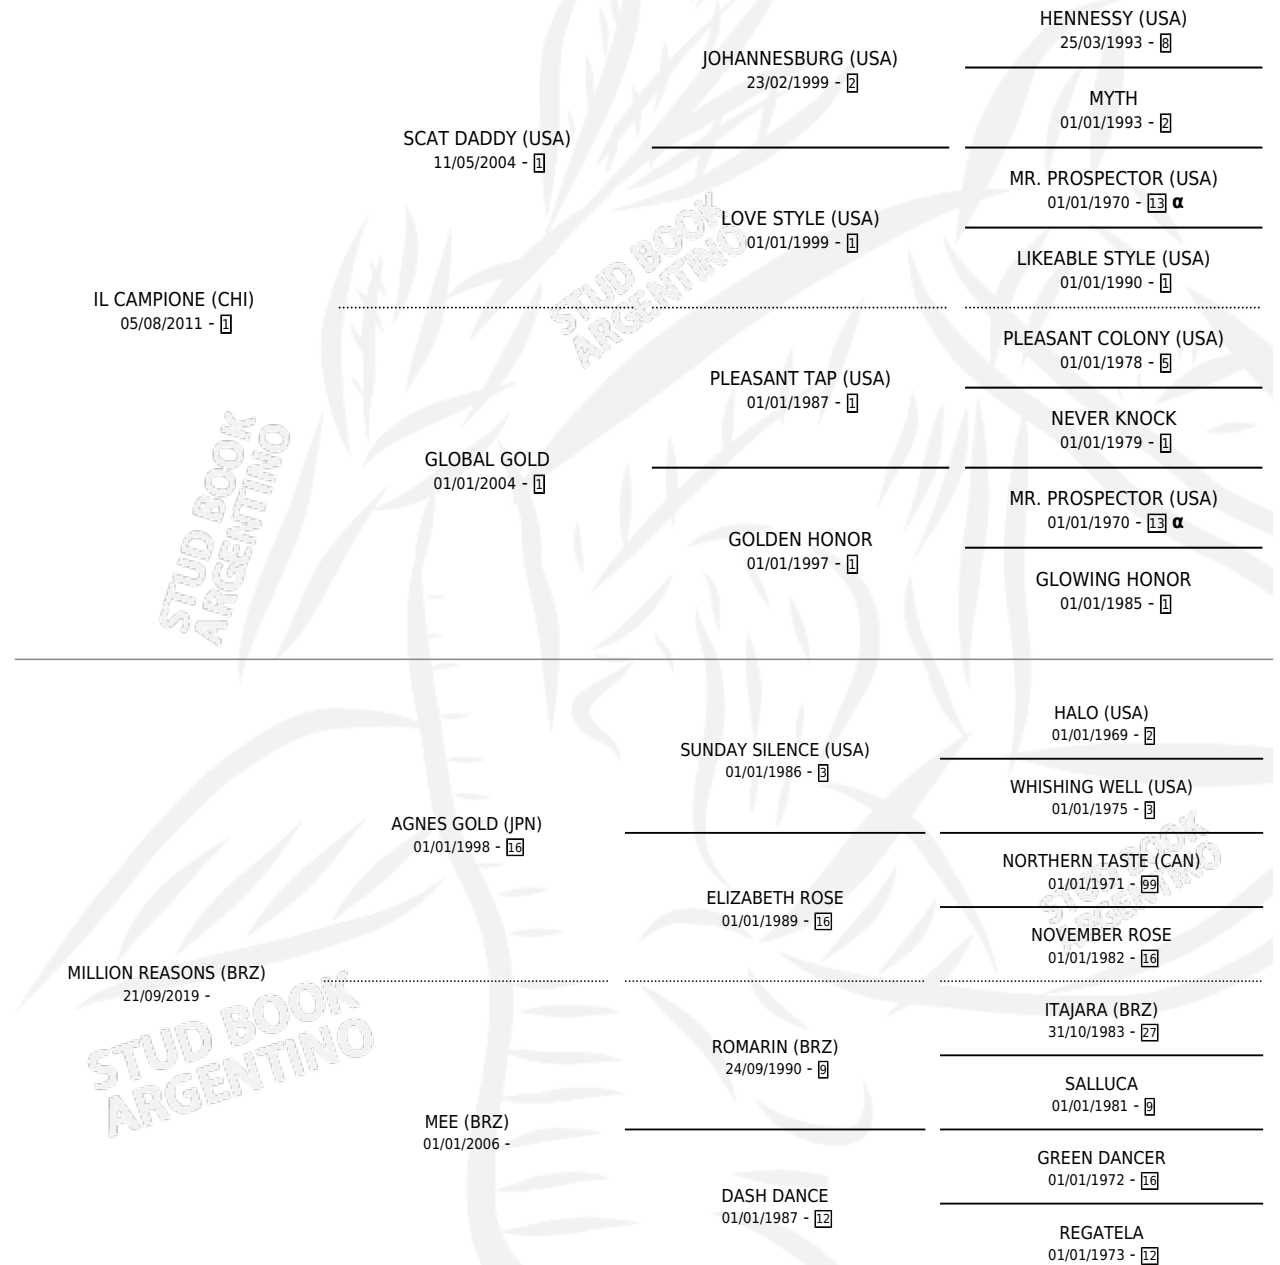 HENNESSY (USA)
25/03/1993 - 8
JOHANNESBURG (USA)
23/02/1999 - 2
MYTH
01/01/1993 - 2
SCAT DADDY (USA)
11/05/2004 - 1
MR. PROSPECTOR (USA)
01/01/1970 - 13 α
LOVE STYLE (USA)
01/01/1999 - 1
LIKEABLE STYLE (USA)
01/01/1990 - 1
IL CAMPIONE (CHI)
05/08/2011 - 1
PLEASANT COLONY (USA)
01/01/1978 - 5
PLEASANT TAP (USA)
01/01/1987 - 1
NEVER KNOCK
01/01/1979 - 1
GLOBAL GOLD
01/01/2004 - 1
MR. PROSPECTOR (USA)
01/01/1970 - 13 α
GOLDEN HONOR
01/01/1997 - 1
GLOWING HONOR
01/01/1985 - 1
HALO (USA)
01/01/1969 - 2
SUNDAY SILENCE (USA)
01/01/1986 - 3
WHISHING WELL (USA)
01/01/1975 - 3
AGNES GOLD (JPN)
01/01/1998 - 16
NORTHERN TASTE (CAN)
01/01/1971 - 99
ELIZABETH ROSE
01/01/1989 - 16
NOVEMBER ROSE
01/01/1982 - 16
MILLION REASONS (BRZ)
21/09/2019 -
ITAJARA (BRZ)
31/10/1983 - 27
ROMARIN (BRZ)
24/09/1990 - 9
SALLUCA
01/01/1981 - 9
MEE (BRZ)
01/01/2006 -
GREEN DANCER
01/01/1972 - 16
DASH DANCE
01/01/1987 - 12
REGATELA
01/01/1973 - 12
STUD BOOK
ARGENTINO
STUD BOOK
ARGENTINO
STUD BOOK
ARGENTINO
STUD BOOK
ARGENTINO